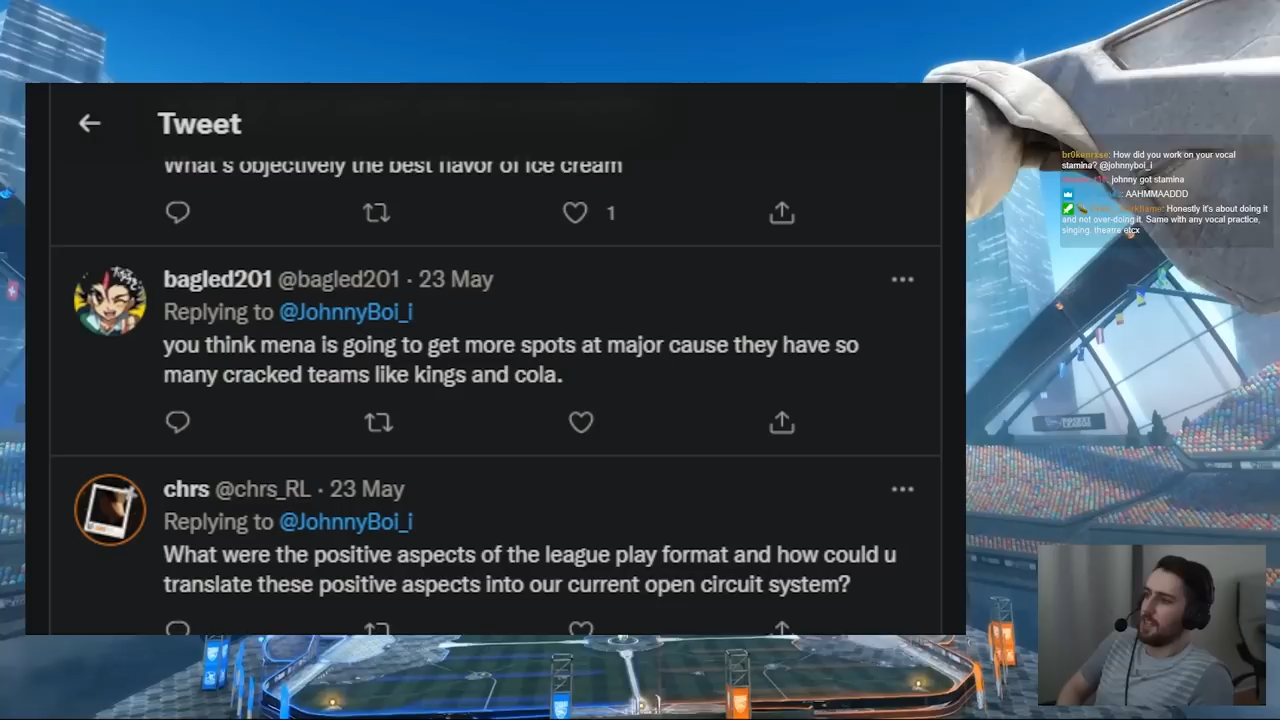 Tweet
What's objectively the best flavor of ice cream
1
bagled201 @bagled201 · 23 May
Replying to @JohnnyBoi_i
you think mena is going to get more spots at major cause they have so
many cracked teams like kings and cola.
chrs @chrs_RL · 23 May
Replying to @JohnnyBoi_i
What were the positive aspects of the league play format and how could u
translate these positive aspects into our current open circuit system?
br0kenrxse: How did you work on your vocal
stamina? @johnnyboi_i
johnny got stamina
: AAHMMAADDD
: Honestly it's about doing it
and not over-doing it. Same with any vocal practice,
singing, theatre etcx